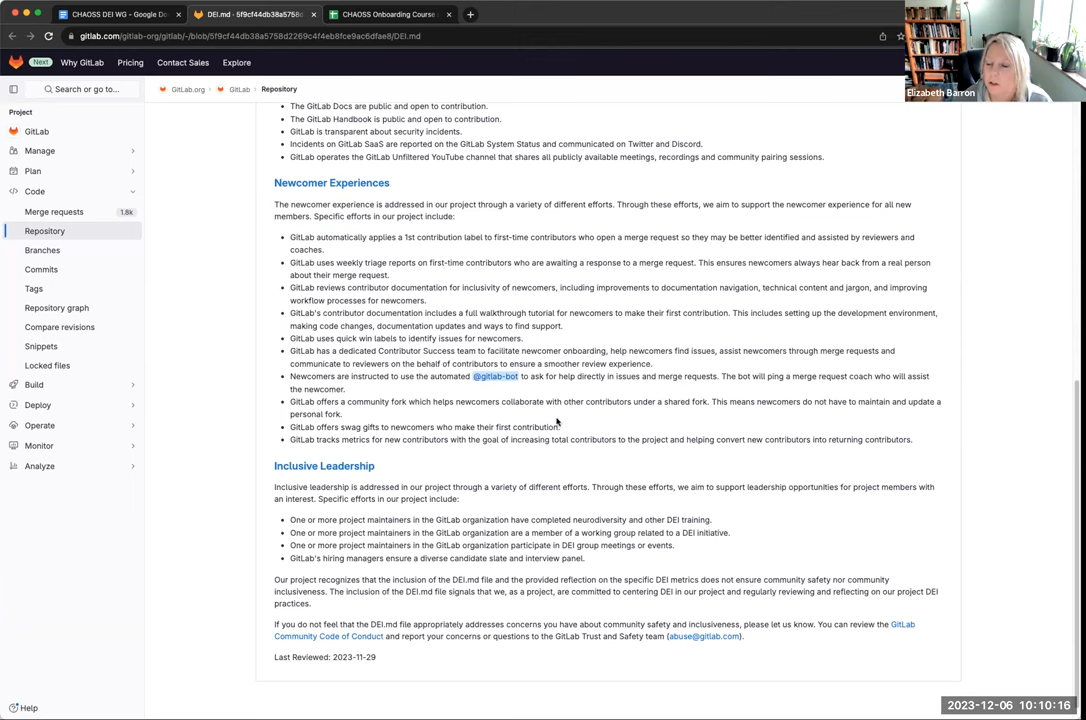 CHAOSS DEI WG - Google Do
DEI.md · 5f9cf44db38a5758d
CHAOSS Onboarding Course
gitlab.com/gitlab-org/gitlab/-/blob/5f9cf44db38a5758d2269c4f4eb8fce9ac6dfae8/DEI.md
Next
Why GitLab
Pricing
Contact Sales
Explore
Elizabeth Barron
Search or go to...
GitLab.org
GitLab
Repository
Project
GitLab
Manage
Plan
Code
Merge requests
1.8k
Repository
Branches
Commits
Tags
Repository graph
Compare revisions
Snippets
Locked files
Build
Deploy
Operate
Monitor
Analyze
Help
• The GitLab Docs are public and open to contribution.
• The GitLab Handbook is public and open to contribution.
• GitLab is transparent about security incidents.
• Incidents on GitLab SaaS are reported on the GitLab System Status and communicated on Twitter and Discord.
• GitLab operates the GitLab Unfiltered YouTube channel that shares all publicly available meetings, recordings and community pairing sessions.
Newcomer Experiences
The newcomer experience is addressed in our project through a variety of different efforts. Through these efforts, we aim to support the newcomer experience for all new
members. Specific efforts in our project include:
• GitLab automatically applies a 1st contribution label to first-time contributors who open a merge request so they may be better identified and assisted by reviewers and
coaches.
• GitLab uses weekly triage reports on first-time contributors who are awaiting a response to a merge request. This ensures newcomers always hear back from a real person
about their merge request.
• GitLab reviews contributor documentation for inclusivity of newcomers, including improvements to documentation navigation, technical content and jargon, and improving
workflow processes for newcomers.
• GitLab's contributor documentation includes a full walkthrough tutorial for newcomers to make their first contribution. This includes setting up the development environment,
making code changes, documentation updates and ways to find support.
• GitLab uses quick win labels to identify issues for newcomers.
• GitLab has a dedicated Contributor Success team to facilitate newcomer onboarding, help newcomers find issues, assist newcomers through merge requests and
communicate to reviewers on the behalf of contributors to ensure a smoother review experience.
• Newcomers are instructed to use the automated @gitlab-bot to ask for help directly in issues and merge requests. The bot will ping a merge request coach who will assist
the newcomer.
• GitLab offers a community fork which helps newcomers collaborate with other contributors under a shared fork. This means newcomers do not have to maintain and update a
personal fork.
• GitLab offers swag gifts to newcomers who make their first contribution.
• GitLab tracks metrics for new contributors with the goal of increasing total contributors to the project and helping convert new contributors into returning contributors.
Inclusive Leadership
Inclusive leadership is addressed in our project through a variety of different efforts. Through these efforts, we aim to support leadership opportunities for project members with
an interest. Specific efforts in our project include:
• One or more project maintainers in the GitLab organization have completed neurodiversity and other DEI training.
• One or more project maintainers in the GitLab organization are a member of a working group related to a DEI initiative.
• One or more project maintainers in the GitLab organization participate in DEI group meetings or events.
• GitLab's hiring managers ensure a diverse candidate slate and interview panel.
Our project recognizes that the inclusion of the DEI.md file and the provided reflection on the specific DEI metrics does not ensure community safety nor community
inclusiveness. The inclusion of the DEI.md file signals that we, as a project, are committed to centering DEI in our project and regularly reviewing and reflecting on our project DEI
practices.
If you do not feel that the DEI.md file appropriately addresses concerns you have about community safety and inclusiveness, please let us know. You can review the GitLab
Community Code of Conduct and report your concerns or questions to the GitLab Trust and Safety team (abuse@gitlab.com).
Last Reviewed: 2023-11-29
2023-12-06 10:10:16